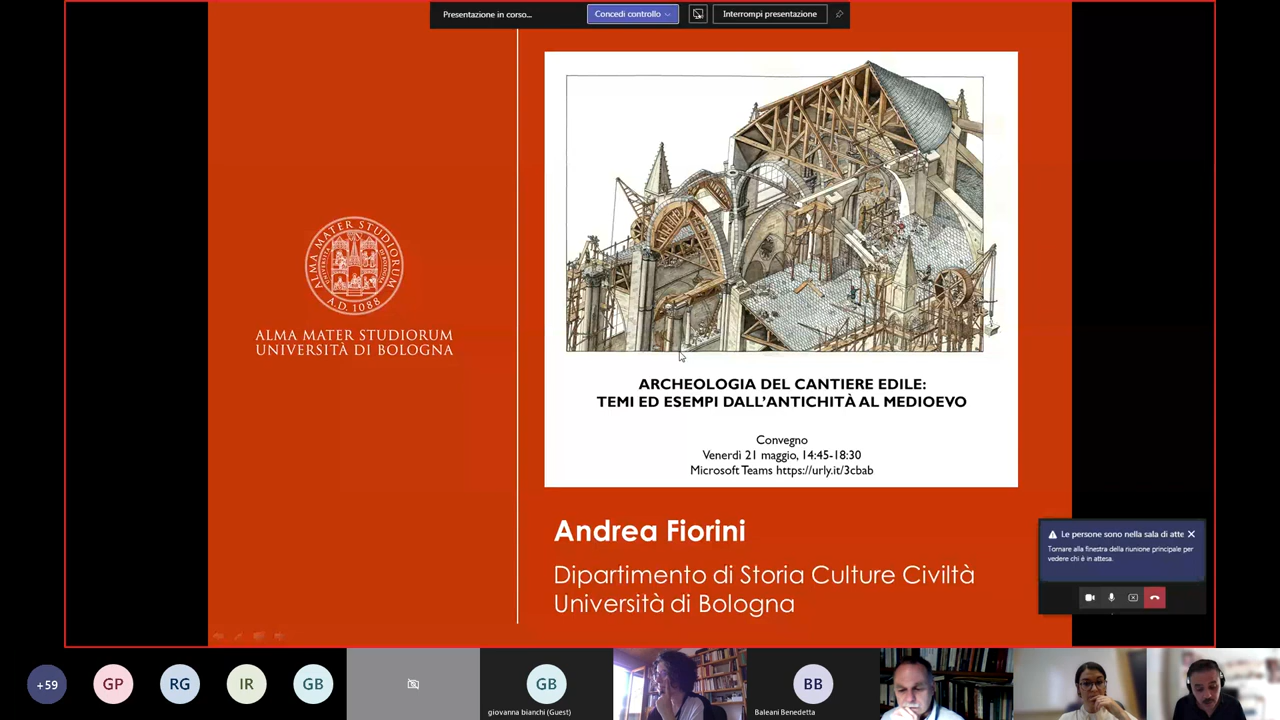 Presentazione in corso...
Concedi controllo
Interrompi presentazione
ALMA MATER STUDIORUM
A.D. 1088
ALMA MATER STUDIORUM
UNIVERSITÀ DI BOLOGNA
ARCHEOLOGIA DEL CANTIERE EDILE:
TEMI ED ESEMPI DALL'ANTICHITÀ AL MEDIOEVO
Convegno
Venerdì 21 maggio, 14:45-18:30
Microsoft Teams https://urly.it/3cbab
Andrea Fiorini
Dipartimento di Storia Culture Civiltà
Università di Bologna
Le persone sono nella sala di atte
Tornare alla finestra della riunione principale per
vedere chi è in attesa.
+59
GP
RG
IR
GB
GB
giovanna bianchi (Guest)
BB
Baleani Benedetta